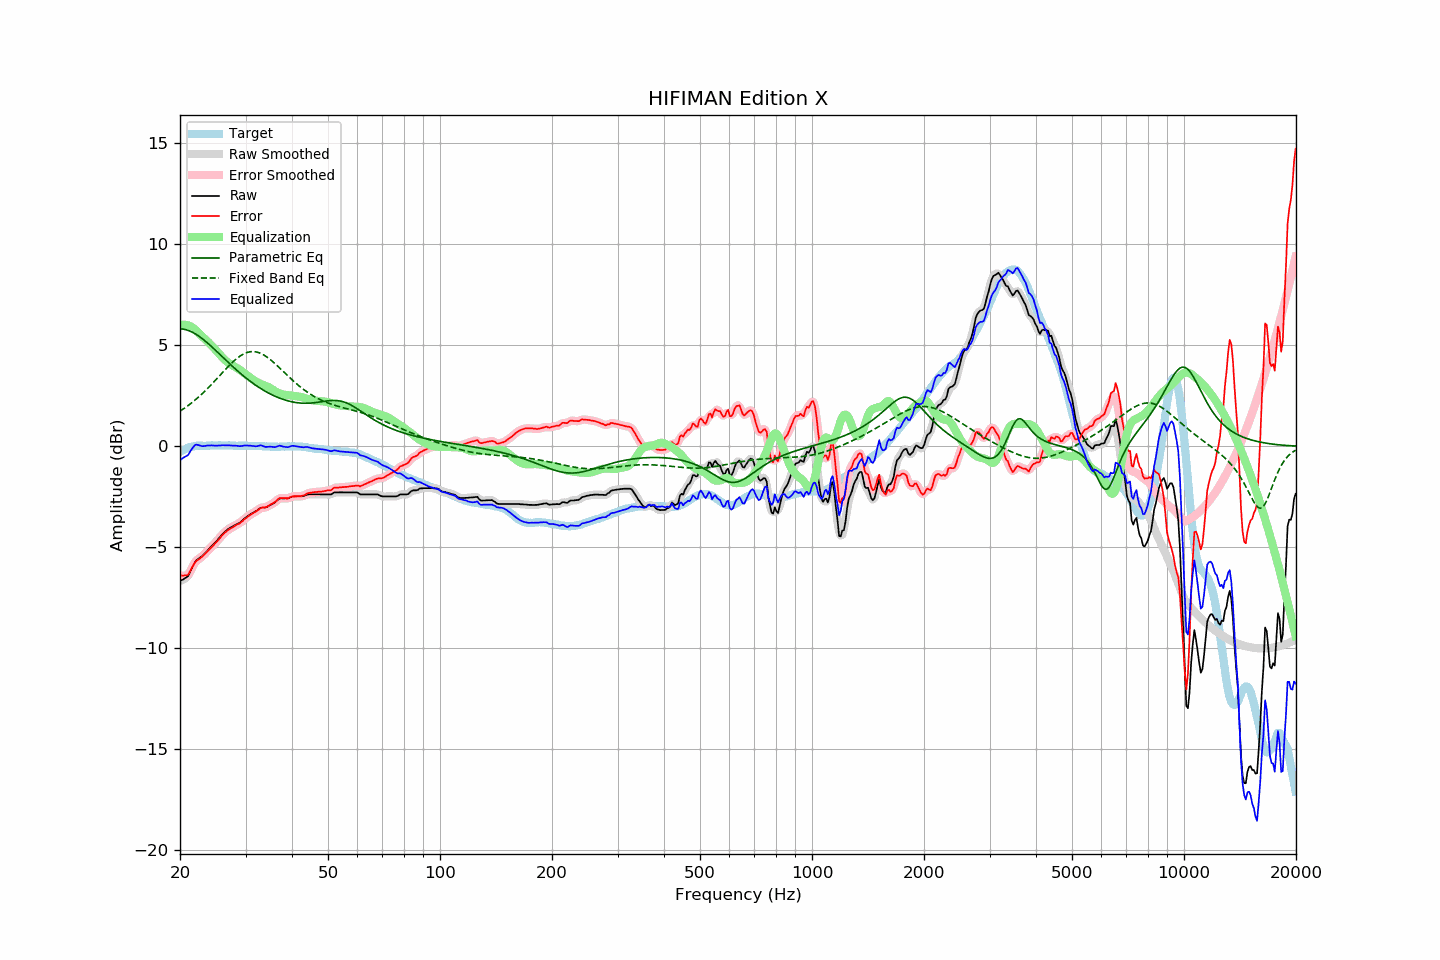 HIFIMAN Edition X
Amplitude (dBr)
15
10
5
0
−5
−10
−15
−20
Target
Raw Smoothed
Error Smoothed
Raw
Error
Equalization
Parametric Eq
Fixed Band Eq
Equalized
20 50 100 200 500 1000 2000 5000 10000 20000
Frequency (Hz)